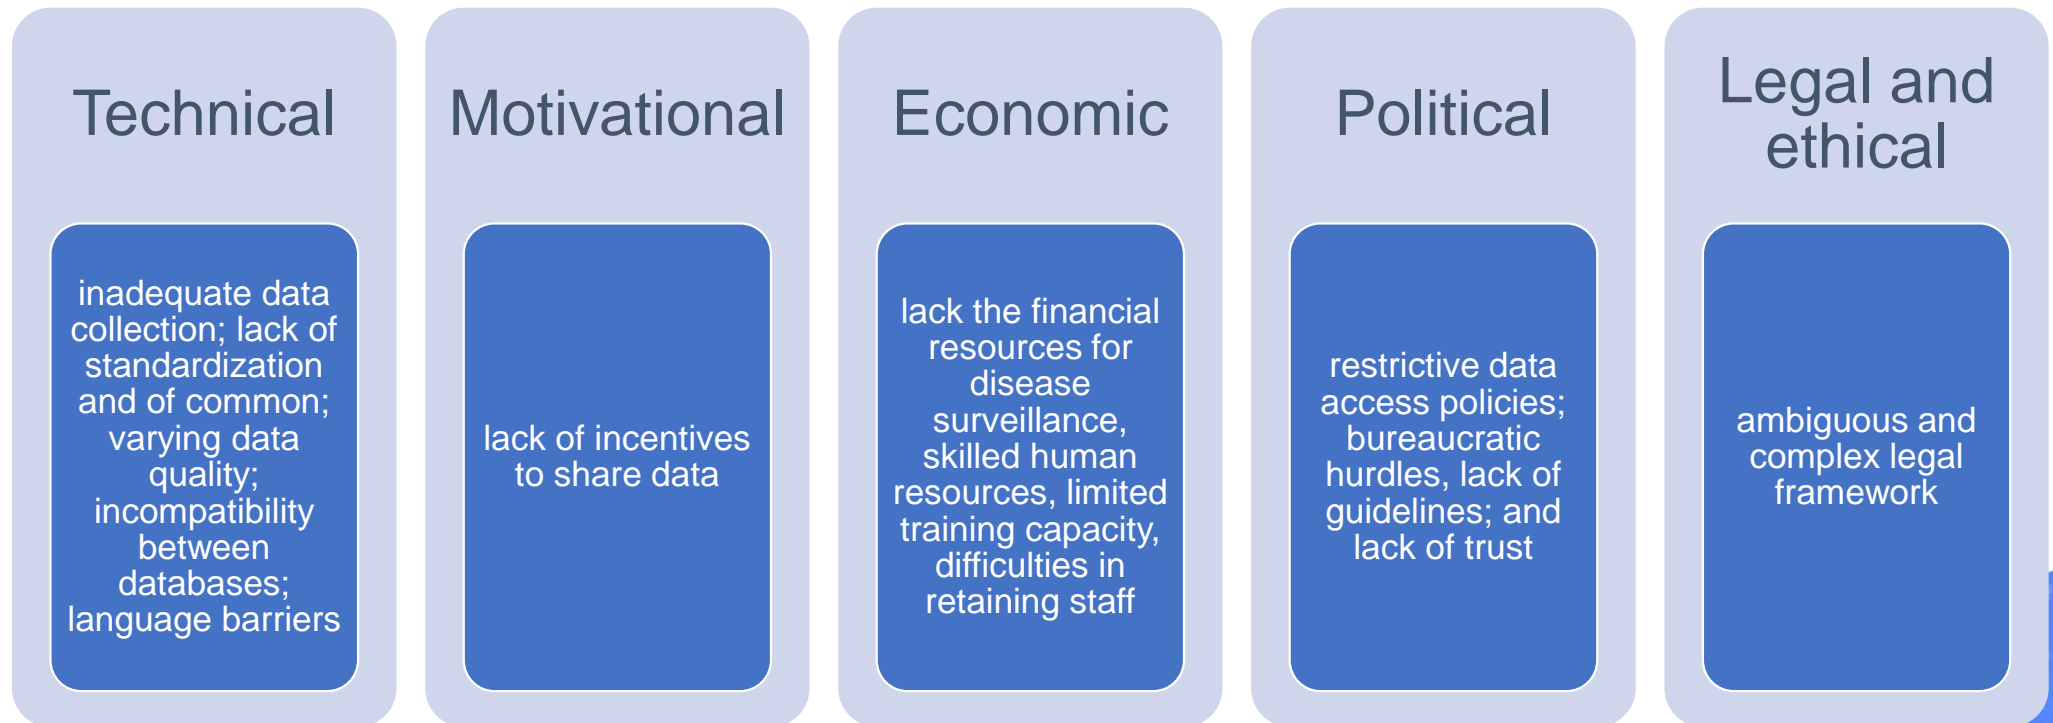 Technical
inadequate data
collection; lack of
standardization
and of common;
varying data
quality;
incompatibility
between
databases;
language barriers
Motivational
lack of incentives
to share data
Economic
lack the financial
resources for
disease
surveillance,
skilled human
resources, limited
training capacity,
difficulties in
retaining staff
Political
restrictive data
access policies;
bureaucratic
hurdles, lack of
guidelines; and
lack of trust
Legal and
ethical
ambiguous and
complex legal
framework